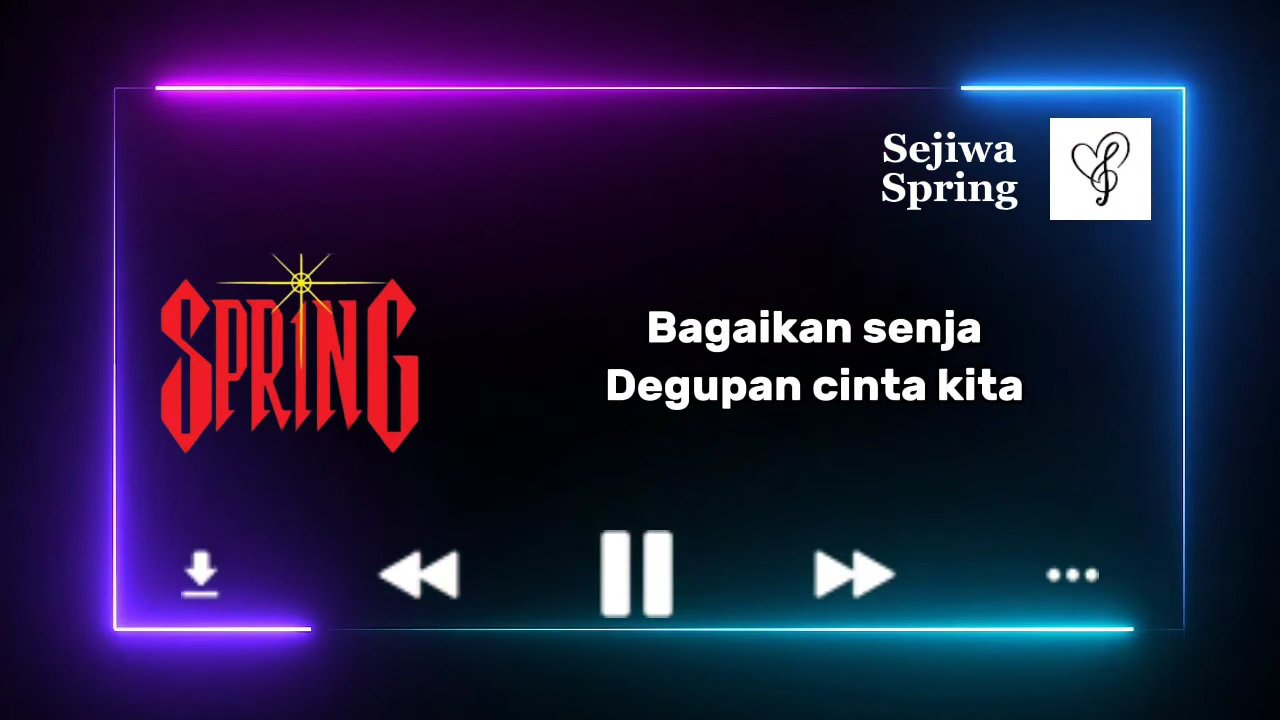 Sejiwa
Spring
SPRING
Bagaikan senja
Degupan cinta kita